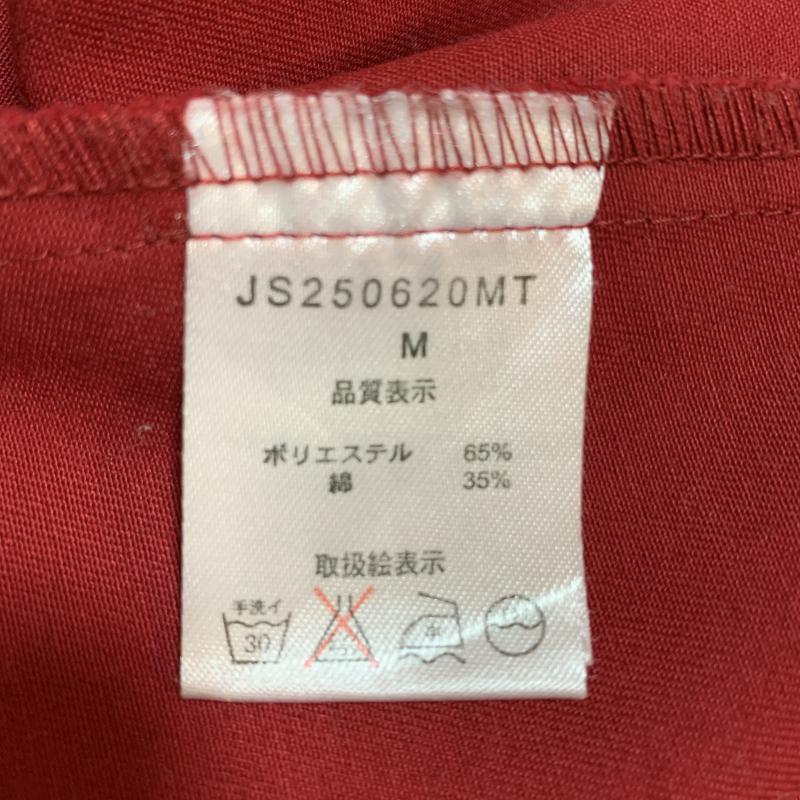 JS250620MT
M
品質表示
ポリエステル 65%
綿 35%
取扱絵表示
手洗イ
30
中